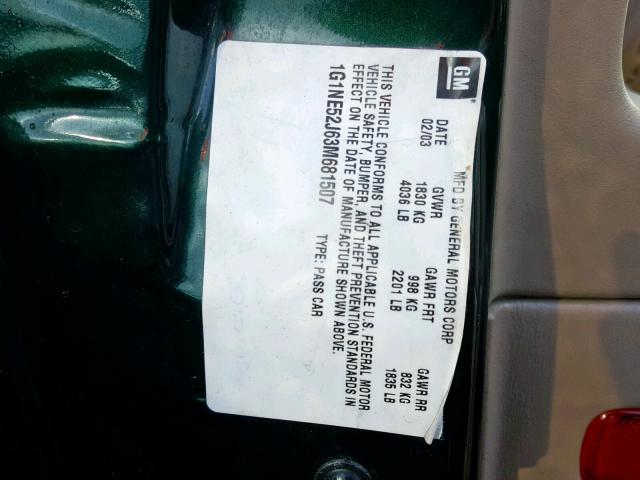 GM
MFD BY GENERAL MOTORS CORP
DATE GVWR GAWR FRT GAWR RR
02/03 1830 KG 998 KG 832 KG
4036 LB 2201 LB 1835 LB
THIS VEHICLE CONFORMS TO ALL APPLICABLE U.S. FEDERAL MOTOR
VEHICLE SAFETY, BUMPER, AND THEFT PREVENTION STANDARDS IN
EFFECT ON THE DATE OF MANUFACTURE SHOWN ABOVE.
1G1NE52J63M681507 TYPE: PASS CAR